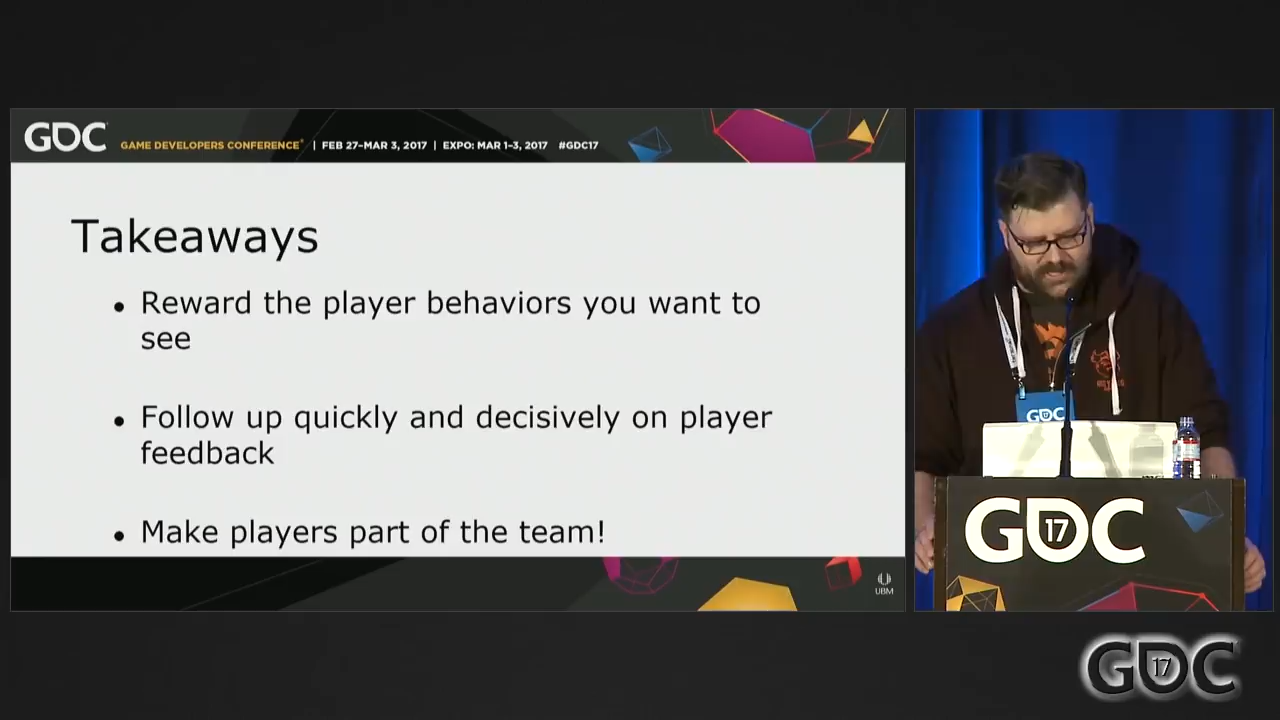 GDC GAME DEVELOPERS CONFERENCE® | FEB 27–MAR 3, 2017 | EXPO: MAR 1–3, 2017 #GDC17
Takeaways
• Reward the player behaviors you want to
see
• Follow up quickly and decisively on player
feedback
• Make players part of the team!
UBM
GDC
GDC 17
GDC 17